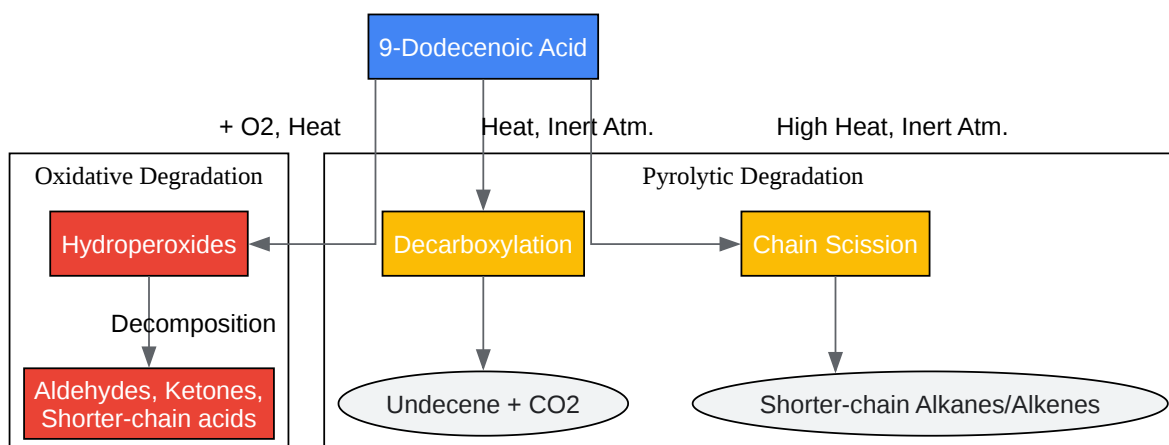 9-Dodecenoic Acid
+ O2, Heat
Heat, Inert Atm.
High Heat, Inert Atm.
Oxidative Degradation
Pyrolytic Degradation
Hydroperoxides
Decarboxylation
Chain Scission
Decomposition
Aldehydes, Ketones,
Shorter-chain acids
Undecene + CO2
Shorter-chain Alkanes/Alkenes